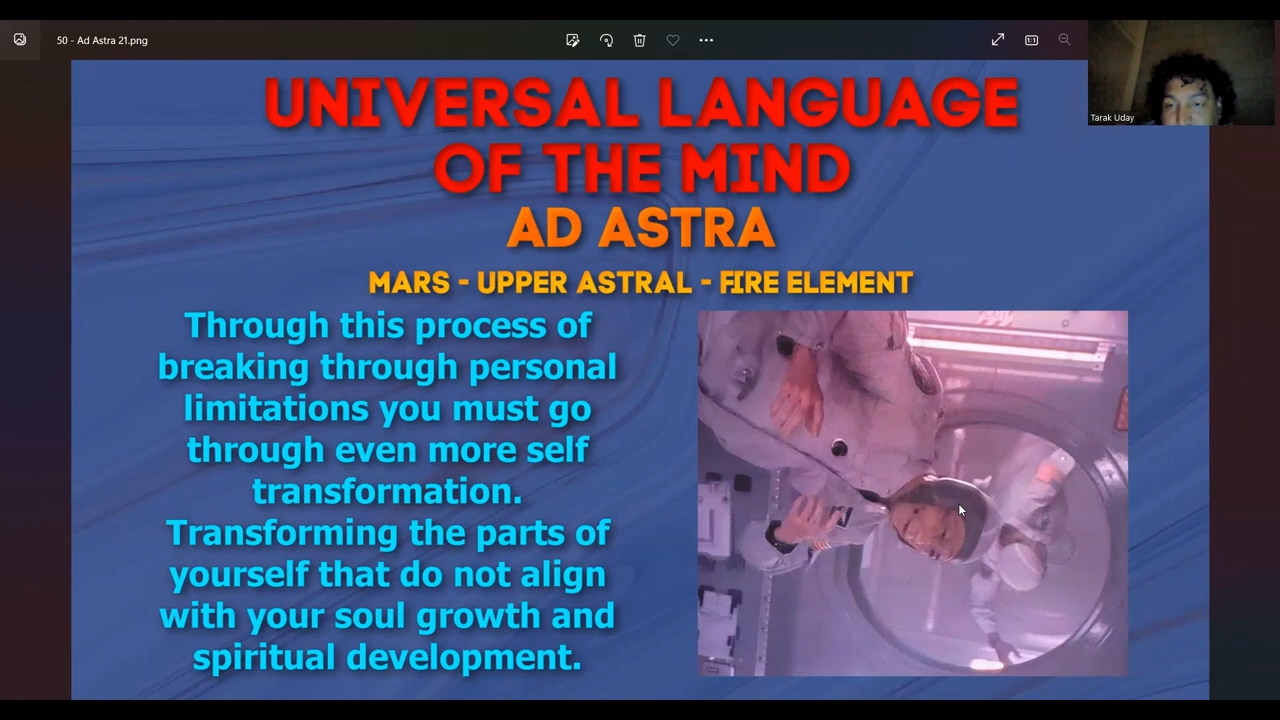 50 - Ad Astra 21.png
1:1
Tarak Uday
UNIVERSAL LANGUAGE
OF THE MIND
AD ASTRA
MARS - UPPER ASTRAL - FIRE ELEMENT
Through this process of
breaking through personal
limitations you must go
through even more self
transformation.
Transforming the parts of
yourself that do not align
with your soul growth and
spiritual development.